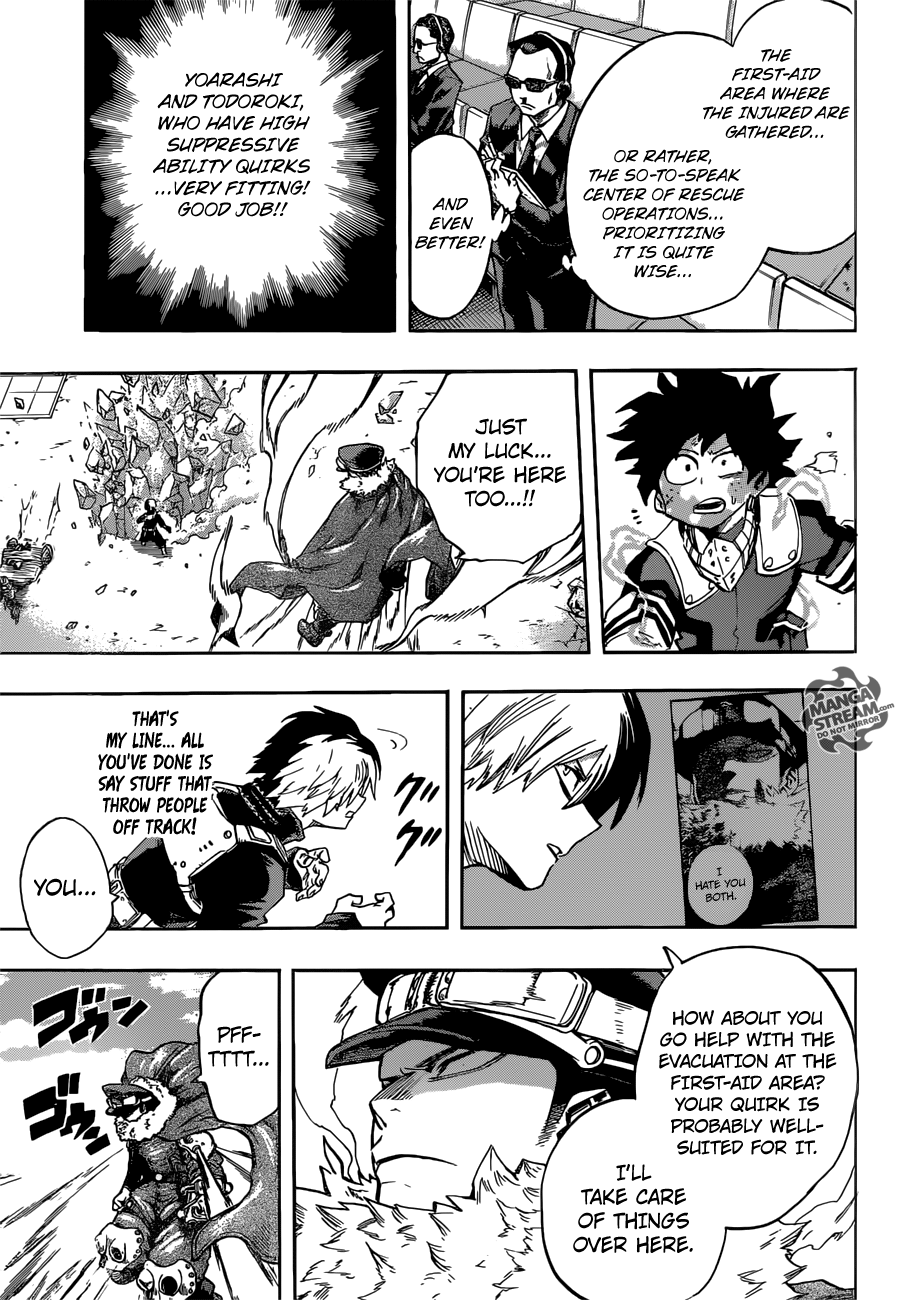 THE
FIRST-AID
AREA WHERE
THE INJURED ARE
GATHERED...
OR RATHER,
THE SO-TO-SPEAK
CENTER OF RESCUE
OPERATIONS...
PRIORITIZING
IT IS QUITE
WISE...
AND
EVEN
BETTER!
YOARASHI
AND TODOROKI,
WHO HAVE HIGH
SUPPRESSIVE
ABILITY QUIRKS
...VERY FITTING!
GOOD JOB!!
JUST
MY LUCK...
YOU'RE HERE
TOO...!!
MANGA
STREAM.com
DO NOT MIRROR
I
HATE YOU
BOTH.
グググ
THAT'S
MY LINE... ALL
YOU'VE DONE IS
SAY STUFF THAT
THROW PEOPLE
OFF TRACK!
YOU...
HOW ABOUT YOU
GO HELP WITH THE
EVACUATION AT THE
FIRST-AID AREA?
YOUR QUIRK IS
PROBABLY WELL-
SUITED FOR IT.
I'LL
TAKE CARE
OF THINGS
OVER HERE.
PFF-
TTTT...
ゴウン
ゴウン